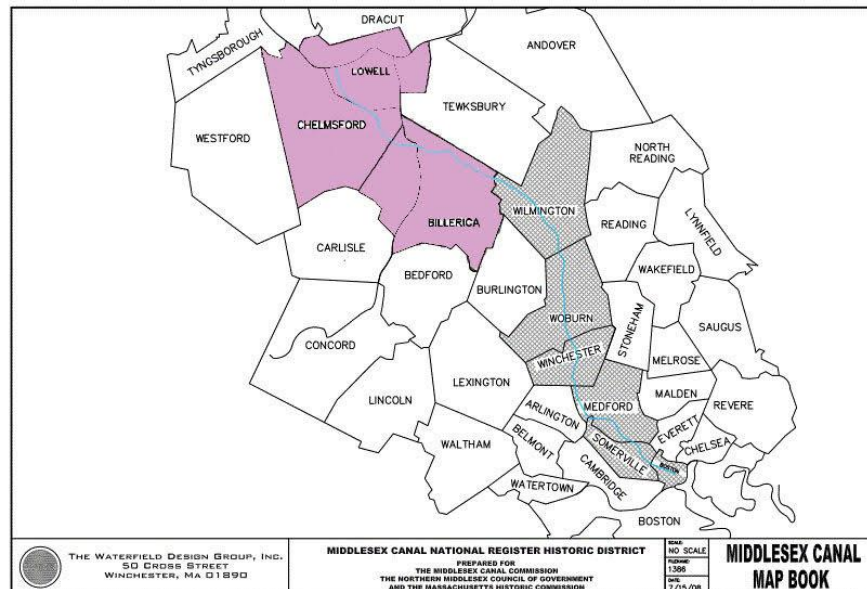 DRACUT
TYNGSBOROUGH
ANDOVER
LOWELL
TEWKSBURY
CHELMSFORD
WESTFORD
NORTH
READING
WILMINGTON
LYNNFIELD
BILLERICA
READING
CARLISLE
WAKEFIELD
BEDFORD
BURLINGTON
WOBURN
STONEHAM
SAUGUS
CONCORD
WINCHESTER
MELROSE
LEXINGTON
MALDEN
LINCOLN
MEDFORD
REVERE
ARLINGTON
EVERETT
WALTHAM
BELMONT
SOMERVILLE
CHELSEA
BOSTON
CAMBRIDGE
WATERTOWN
BOSTON
THE WATERFIELD DESIGN GROUP, INC.
50 CROSS STREET
WINCHESTER, MA 01890
MIDDLESEX CANAL NATIONAL REGISTER HISTORIC DISTRICT
PREPARED FOR
THE MIDDLESEX CANAL COMMISSION
THE NORTHERN MIDDLESEX COUNCIL OF GOVERNMENT
AND THE MASSACHUSETTS HISTORIC COMMISSION
SCALE:
NO SCALE
FILENAME:
1386
DATE:
7/15/08
MIDDLESEX CANAL
MAP BOOK